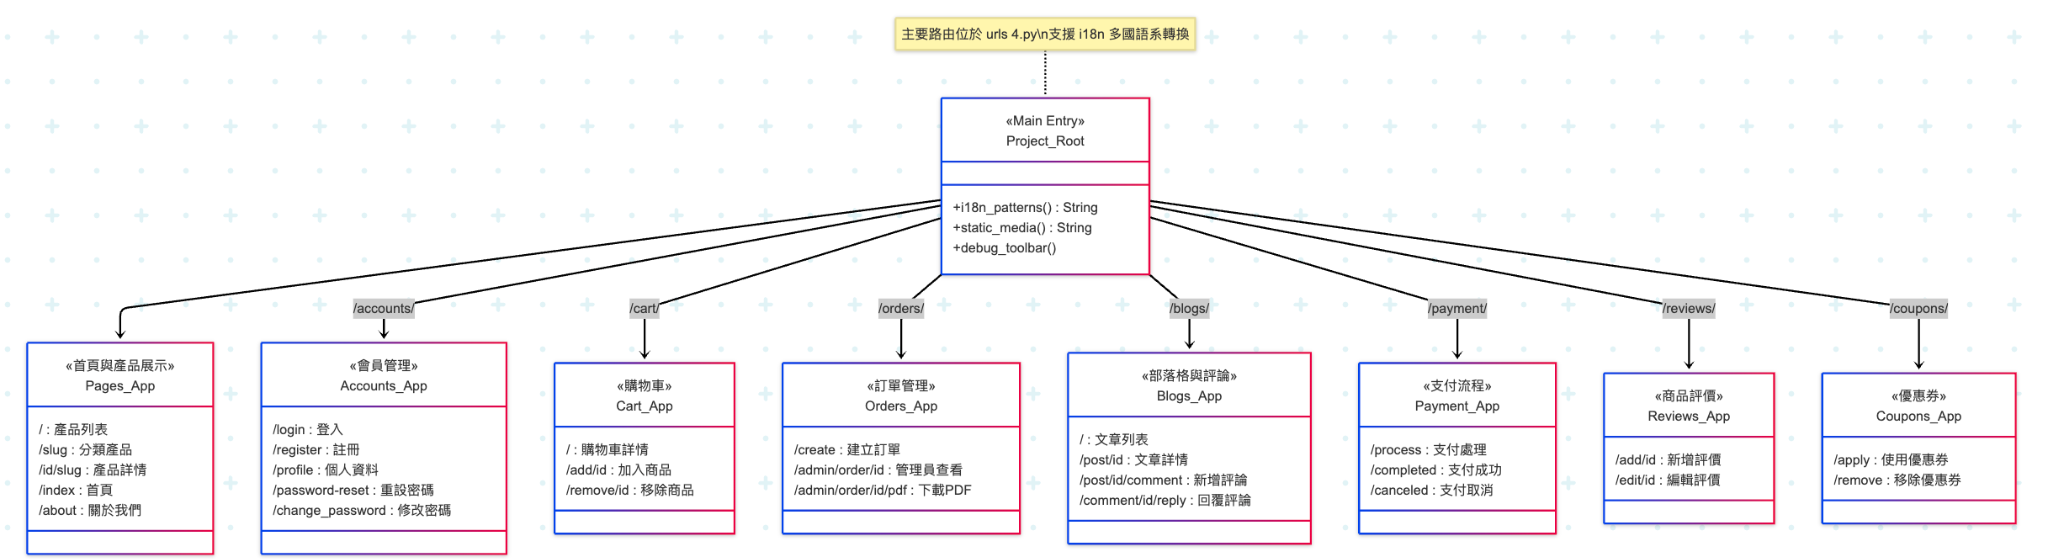 主要路由位於 urls 4.py\n支援 i18n 多國語系轉換
«Main Entry»
Project_Root
+i18n_patterns() : String
+static_media() : String
+debug_toolbar()
/accounts/
/cart/
/orders/
/blogs/
/payment/
/reviews/
/coupons/
«首頁與產品展示»
Pages_App
/ : 產品列表
/slug : 分類產品
/id/slug : 產品詳情
/index : 首頁
/about : 關於我們
«會員管理»
Accounts_App
/login : 登入
/register : 註冊
/profile : 個人資料
/password-reset : 重設密碼
/change_password : 修改密碼
«購物車»
Cart_App
/ : 購物車詳情
/add/id : 加入商品
/remove/id : 移除商品
«訂單管理»
Orders_App
/create : 建立訂單
/admin/order/id : 管理員查看
/admin/order/id/pdf : 下載PDF
«部落格與評論»
Blogs_App
/ : 文章列表
/post/id : 文章詳情
/post/id/comment : 新增評論
/comment/id/reply : 回覆評論
«支付流程»
Payment_App
/process : 支付處理
/completed : 支付成功
/canceled : 支付取消
«商品評價»
Reviews_App
/add/id : 新增評價
/edit/id : 編輯評價
«優惠券»
Coupons_App
/apply : 使用優惠券
/remove : 移除優惠券